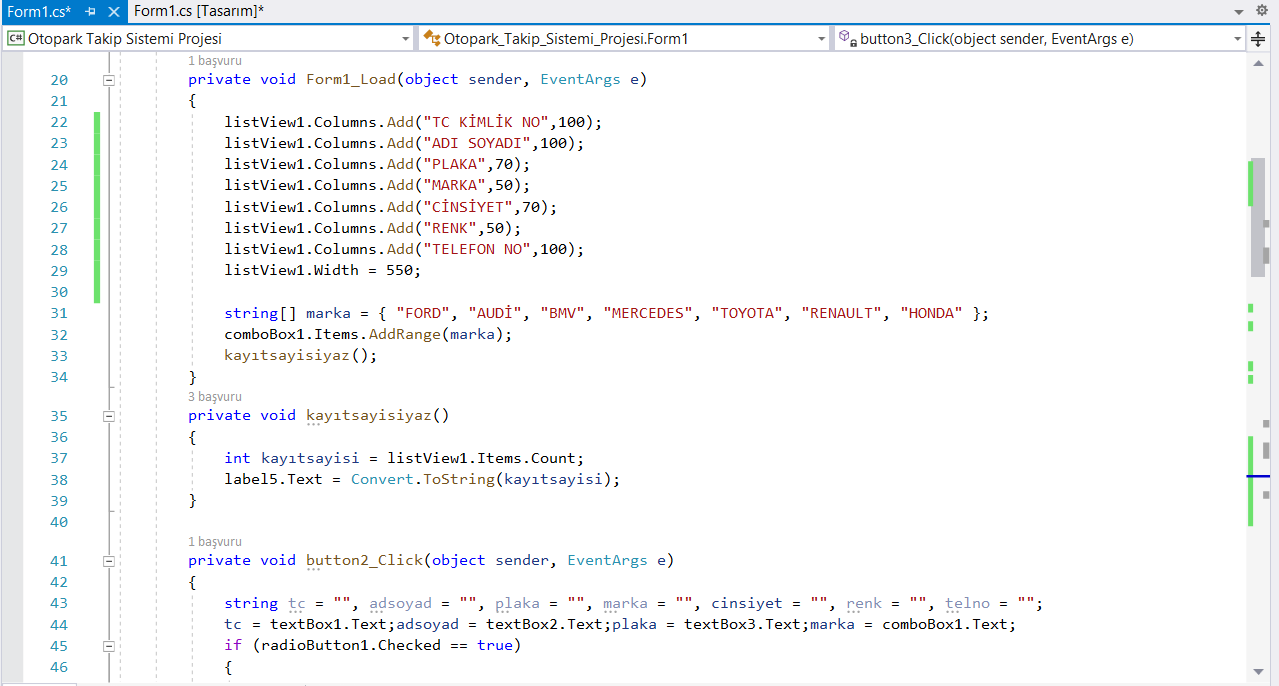 Form1.cs* Form1.cs [Tasarım]*
C# Otopark Takip Sistemi Projesi Otopark_Takip_Sistemi_Projesi.Form1 button3_Click(object sender, EventArgs e)
1 başvuru
20 private void Form1_Load(object sender, EventArgs e)
21 {
22 listView1.Columns.Add("TC KİMLİK NO",100);
23 listView1.Columns.Add("ADI SOYADI",100);
24 listView1.Columns.Add("PLAKA",70);
25 listView1.Columns.Add("MARKA",50);
26 listView1.Columns.Add("CİNSİYET",70);
27 listView1.Columns.Add("RENK",50);
28 listView1.Columns.Add("TELEFON NO",100);
29 listView1.Width = 550;
30
31 string[] marka = { "FORD", "AUDİ", "BMV", "MERCEDES", "TOYOTA", "RENAULT", "HONDA" };
32 comboBox1.Items.AddRange(marka);
33 kayıtsayisiyaz();
34 }
3 başvuru
35 private void kayıtsayisiyaz()
36 {
37 int kayıtsayisi = listView1.Items.Count;
38 label5.Text = Convert.ToString(kayıtsayisi);
39 }
40
1 başvuru
41 private void button2_Click(object sender, EventArgs e)
42 {
43 string tc = "", adsoyad = "", plaka = "", marka = "", cinsiyet = "", renk = "", telno = "";
44 tc = textBox1.Text;adsoyad = textBox2.Text;plaka = textBox3.Text;marka = comboBox1.Text;
45 if (radioButton1.Checked == true)
46 {